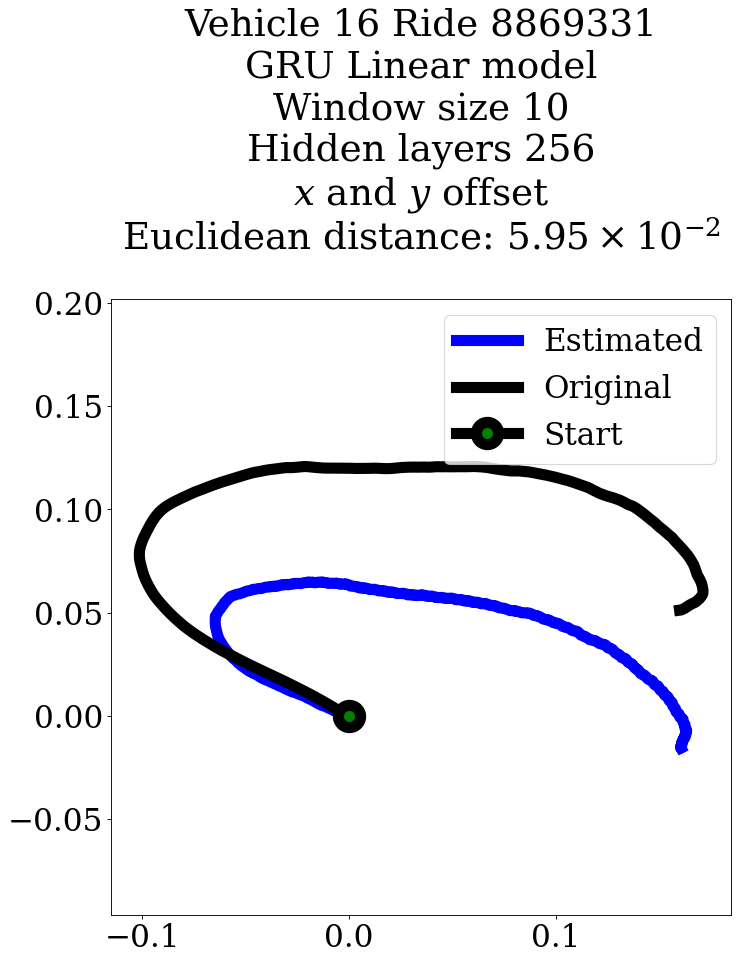 Vehicle 16 Ride 8869331
GRU Linear model
Window size 10
Hidden layers 256
x and y offset
Euclidean distance: 5.95 × 10⁻²
Estimated
Original
Start
0.20
0.15
0.10
0.05
0.00
−0.05
−0.1
0.0
0.1